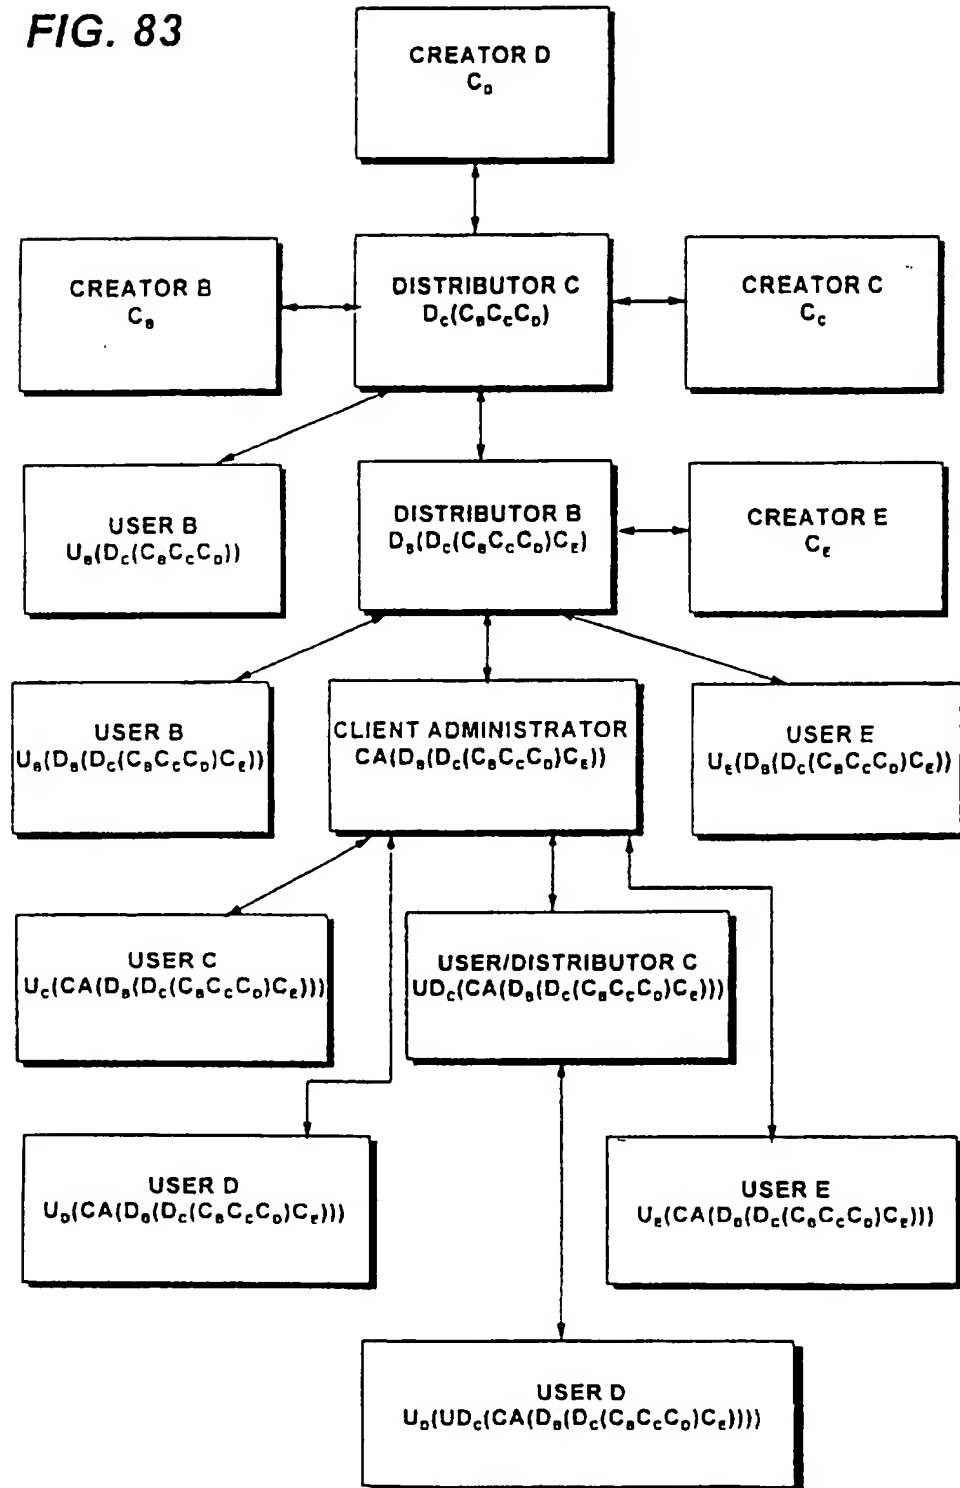 FIG. 83
CREATOR D
C_D
CREATOR B
C_B
DISTRIBUTOR C
D_C(C_BC_CC_D)
CREATOR C
C_C
USER B
U_B(D_C(C_BC_CC_D))
DISTRIBUTOR B
D_B(D_C(C_BC_CC_D)C_E)
CREATOR E
C_E
USER B
U_B(D_B(D_C(C_BC_CC_D)C_E))
CLIENT ADMINISTRATOR
CA(D_B(D_C(C_BC_CC_D)C_E))
USER E
U_E(D_B(D_C(C_BC_CC_D)C_E))
USER C
U_C(CA(D_B(D_C(C_BC_CC_D)C_E)))
USER/DISTRIBUTOR C
UD_C(CA(D_B(D_C(C_BC_CC_D)C_E)))
USER D
U_D(CA(D_B(D_C(C_BC_CC_D)C_E)))
USER E
U_E(CA(D_B(D_C(C_BC_CC_D)C_E)))
USER D
U_D(UD_C(CA(D_B(D_C(C_BC_CC_D)C_E))))